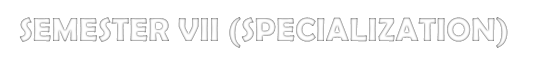 SEMESTER VII (SPECIALIZATION)